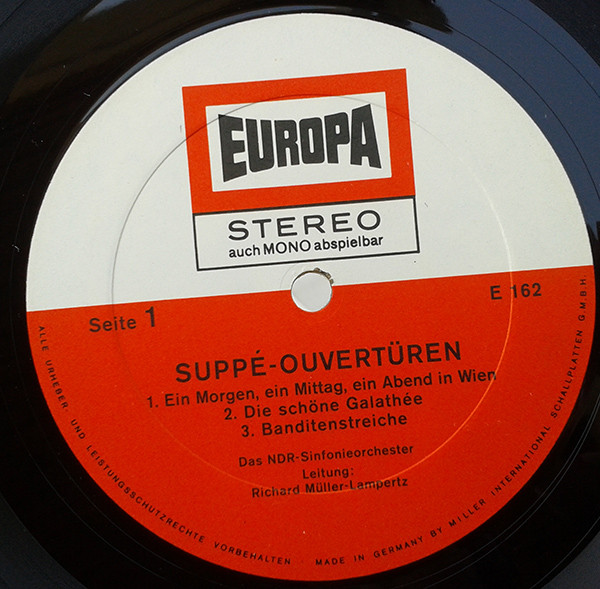 EUROPA
STEREO
auch MONO abspielbar
Seite 1
E 162
SUPPÉ-OUVERTÜREN
1. Ein Morgen, ein Mittag, ein Abend in Wien
2. Die schöne Galathée
3. Banditenstreiche
Das NDR-Sinfonieorchester
Leitung:
Richard Müller-Lampertz
ALLE URHEBER- UND LEISTUNGSSCHUTZRECHTE VORBEHALTEN · MADE IN GERMANY BY MILLER INTERNATIONAL SCHALLPLATTEN G.M.B.H.